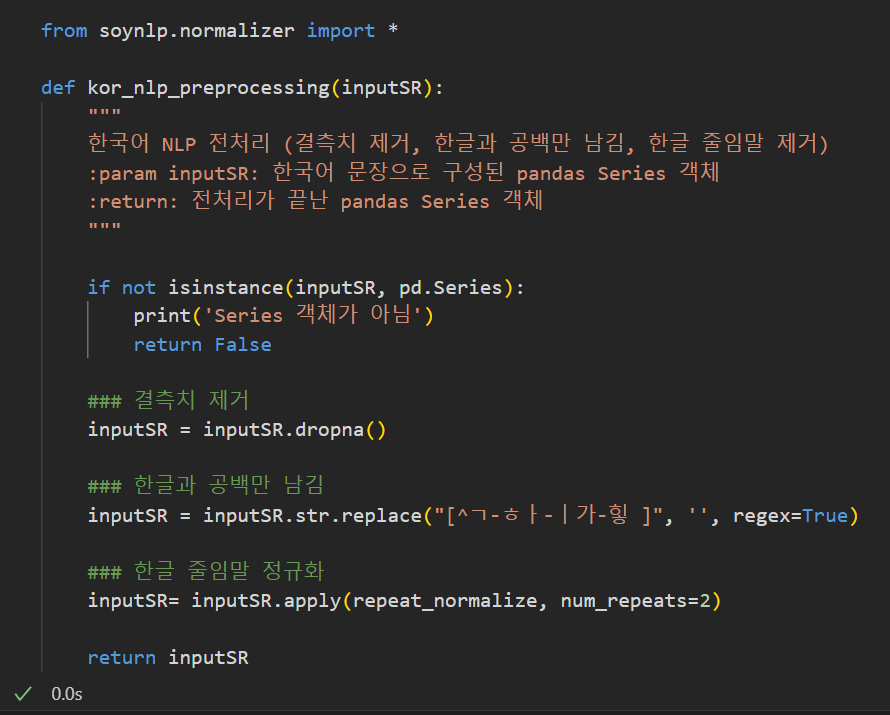 from soynlp.normalizer import *
def kor_nlp_preprocessing(inputSR):
"""
한국어 NLP 전처리 (결측치 제거, 한글과 공백만 남김, 한글 줄임말 제거)
:param inputSR: 한국어 문장으로 구성된 pandas Series 객체
:return: 전처리가 끝난 pandas Series 객체
"""
if not isinstance(inputSR, pd.Series):
print('Series 객체가 아님')
return False
### 결측치 제거
inputSR = inputSR.dropna()
### 한글과 공백만 남김
inputSR = inputSR.str.replace("[^ㄱ-ㅎㅏ-ㅣ가-힣 ]", '', regex=True)
### 한글 줄임말 정규화
inputSR= inputSR.apply(repeat_normalize, num_repeats=2)
return inputSR
0.0s